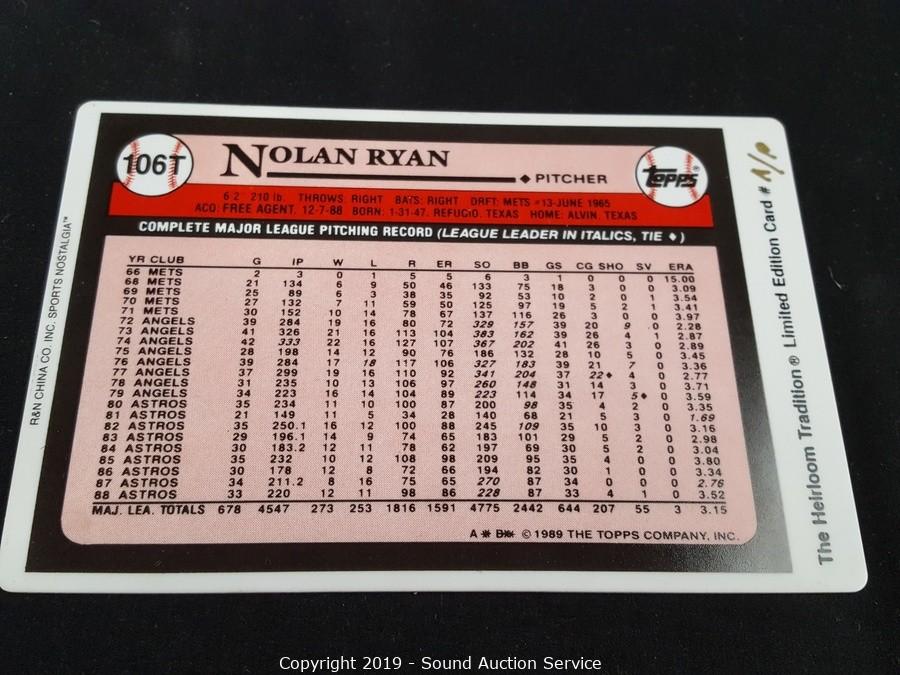 106T
NOLAN RYAN
♦ PITCHER
TOPPS
6'2" 210 lb. THROWS: RIGHT BATS: RIGHT DRFT: METS #13-JUNE 1965
ACQ: FREE AGENT, 12-7-88 BORN: 1-31-47, REFUGIO, TEXAS HOME: ALVIN, TEXAS
COMPLETE MAJOR LEAGUE PITCHING RECORD (LEAGUE LEADER IN ITALICS, TIE ♦)
YR CLUB G IP W L R ER SO BB GS CG SHO SV ERA
66 METS 2 3 0 1 5 5 6 3 1 0 0 0 15.00
68 METS 21 134 6 9 50 46 133 75 18 3 0 0 3.09
69 METS 25 89 6 3 38 35 92 53 10 2 0 1 3.54
70 METS 27 132 7 11 59 50 125 97 19 5 2 1 3.41
71 METS 30 152 10 14 78 67 137 116 26 3 0 0 3.97
72 ANGELS 39 284 19 16 80 72 329 157 39 20 9 0 2.28
73 ANGELS 41 326 21 16 113 104 383 162 39 26 4 1 2.87
74 ANGELS 42 333 22 16 127 107 367 202 41 26 3 0 2.89
75 ANGELS 28 198 14 12 90 76 186 132 28 10 5 0 3.45
76 ANGELS 39 284 17 18 117 106 327 183 39 21 7 0 3.36
77 ANGELS 37 299 19 16 110 92 341 204 37 22♦ 4 0 2.77
78 ANGELS 31 235 10 13 106 97 260 148 31 14 3 0 3.71
79 ANGELS 34 223 16 14 104 89 223 114 34 17 5♦ 0 3.59
80 ASTROS 35 234 11 10 100 87 200 98 35 4 2 0 3.35
81 ASTROS 21 149 11 5 34 28 140 68 21 5 3 0 1.69
82 ASTROS 35 250.1 16 12 100 88 245 109 35 10 3 0 3.16
83 ASTROS 29 196.1 14 9 74 65 183 101 29 5 2 0 2.98
84 ASTROS 30 183.2 12 11 78 62 197 69 30 5 2 0 3.04
85 ASTROS 35 232 10 12 108 98 209 95 35 4 0 0 3.80
86 ASTROS 30 178 12 8 72 66 194 82 30 1 0 0 3.34
87 ASTROS 34 211.2 8 16 75 65 270 87 34 0 0 0 2.76
88 ASTROS 33 220 12 11 98 86 228 87 33 4 1 0 3.52
MAJ. LEA. TOTALS 678 4547 273 253 1816 1591 4775 2442 644 207 55 3 3.15
A * B** © 1989 THE TOPPS COMPANY, INC.
R&N CHINA CO. INC. SPORTS NOSTALGIA™
The Heirloom Tradition® Limited Edition Card # N/P
Copyright 2019 - Sound Auction Service